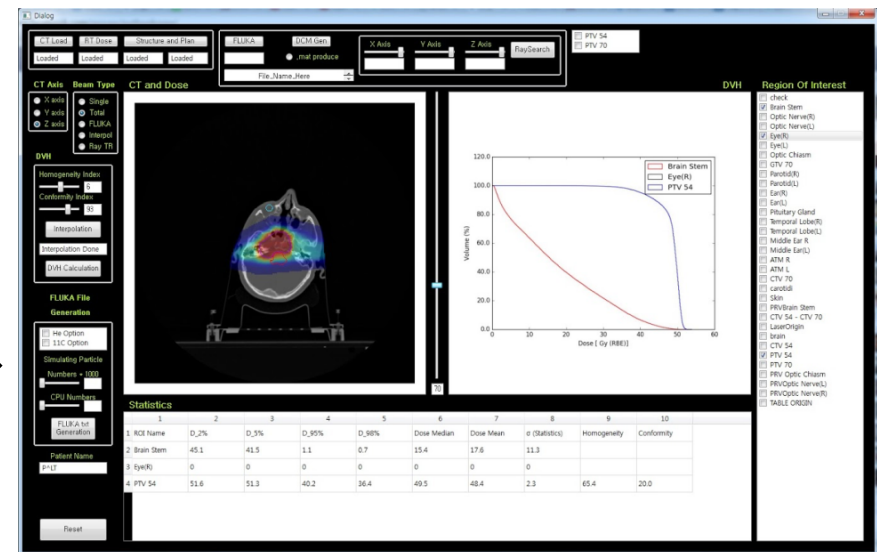 Dialog
CT Load RT Dose Structure and Plan
Loaded Loaded Loaded Loaded
FLUKA DCM Gen
.mat produce
File_Name_Here
X Axis Y Axis Z Axis RaySearch
PTV 54
PTV 70
CT Axis Beam Type
X axis
Y axis
Z axis
Single
Total
FLUKA
Interpol
Ray TR
DVH
Homogeneity Index
6
Conformity Index
93
Interpolation
Interpolation Done
DVH Calculation
FLUKA File
Generation
He Option
11C Option
Simulating Particle
Numbers * 1000
CPU Numbers
FLUKA txt
Generation
Patient Name
P^LT
Reset
CT and Dose
70
DVH
120.0
100.0
80.0
60.0
40.0
20.0
0.0
Volume (%)
0 10 20 30 40 50 60
Dose [ Gy (RBE)]
Brain Stem
Eye(R)
PTV 54
Region Of Interest
check
Brain Stem
Optic Nerve(R)
Optic Nerve(L)
Eye(R)
Eye(L)
Optic Chiasm
GTV 70
Parotid(R)
Parotid(L)
Ear(R)
Ear(L)
Pituitary Gland
Temporal Lobe(R)
Temporal Lobe(L)
Middle Ear R
Middle Ear(L)
ATM R
ATM L
CTV 70
carotidi
Skin
PRVBrain Stem
CTV 54 - CTV 70
LaserOrigin
brain
CTV 54
PTV 54
PTV 70
PRV Optic Chiasm
PRVOptic Nerve(L)
PRVOptic Nerve(R)
TABLE ORIGIN
Statistics
1 2 3 4 5 6 7 8 9 10
1 ROI Name D_2% D_5% D_95% D_98% Dose Median Dose Mean σ (Statistics) Homogeneity Conformity
2 Brain Stem 45.1 41.5 1.1 0.7 15.4 17.6 11.3
3 Eye(R) 0 0 0 0 0 0 0
4 PTV 54 51.6 51.3 40.2 36.4 49.5 48.4 2.3 65.4 20.0